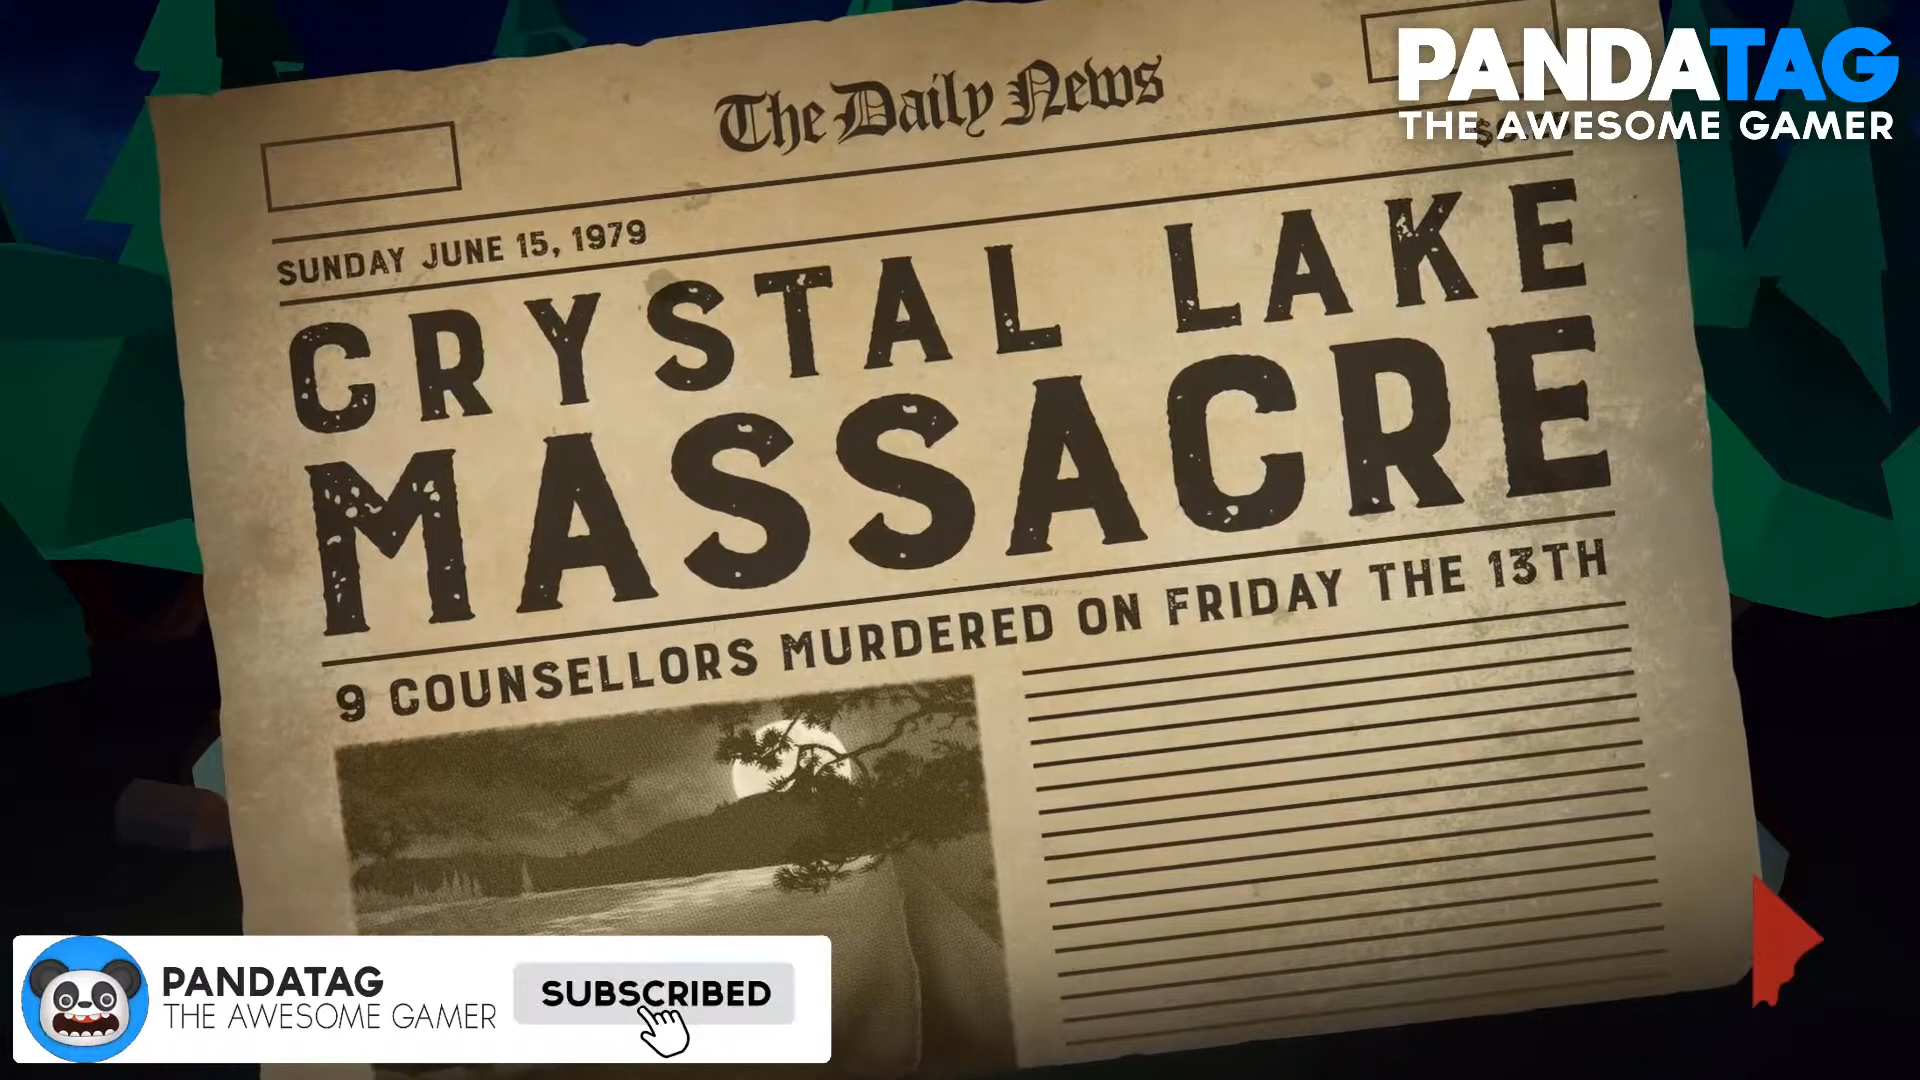 The Daily News
PANDATAG
THE AWESOME GAMER
SUNDAY JUNE 15, 1979
CRYSTAL LAKE
MASSACRE
9 COUNSELLORS MURDERED ON FRIDAY THE 13TH
PANDATAG
THE AWESOME GAMER
SUBSCRIBED